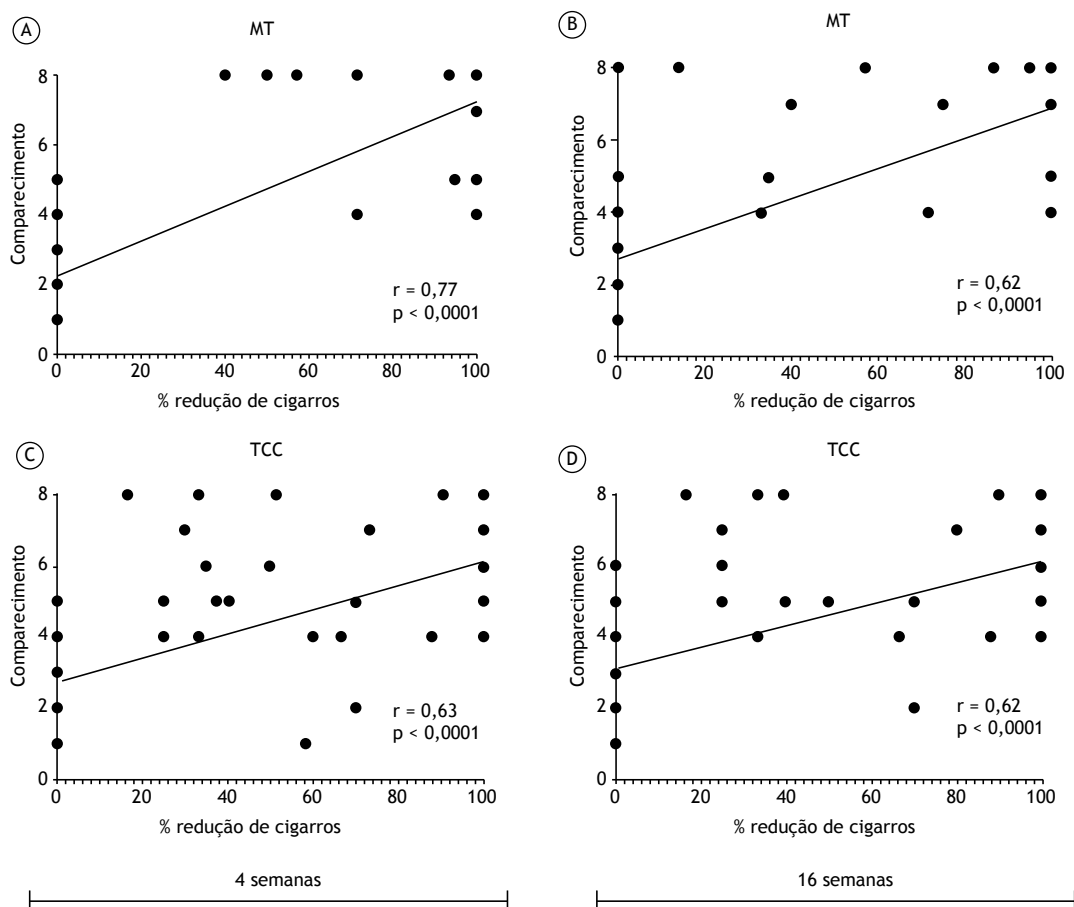 A
MT
Comparecimento
8
6
4
2
0
0 20 40 60 80 100
% redução de cigarros
r = 0,77
p < 0,0001
B
MT
Comparecimento
8
6
4
2
0
0 20 40 60 80 100
% redução de cigarros
r = 0,62
p < 0,0001
C
TCC
Comparecimento
8
6
4
2
0
0 20 40 60 80 100
% redução de cigarros
r = 0,63
p < 0,0001
D
TCC
Comparecimento
8
6
4
2
0
0 20 40 60 80 100
% redução de cigarros
r = 0,62
p < 0,0001
4 semanas
16 semanas